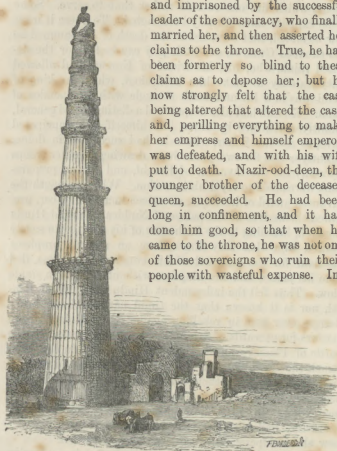 and imprisoned by the successf
leader of the conspiracy, who final
married her, and then asserted h
claims to the throne. True, he ha
been formerly so blind to thes
claims as to depose her; but h
now strongly felt that the cas
being altered that altered the cas
and, perilling everything to mak
her empress and himself empero
was defeated, and with his wif
put to death. Nazir-ood-deen, th
younger brother of the decease
queen, succeeded. He had bee
long in confinement, and it ha
done him good, so that when h
came to the throne, he was not on
of those sovereigns who ruin thei
people with wasteful expense. In